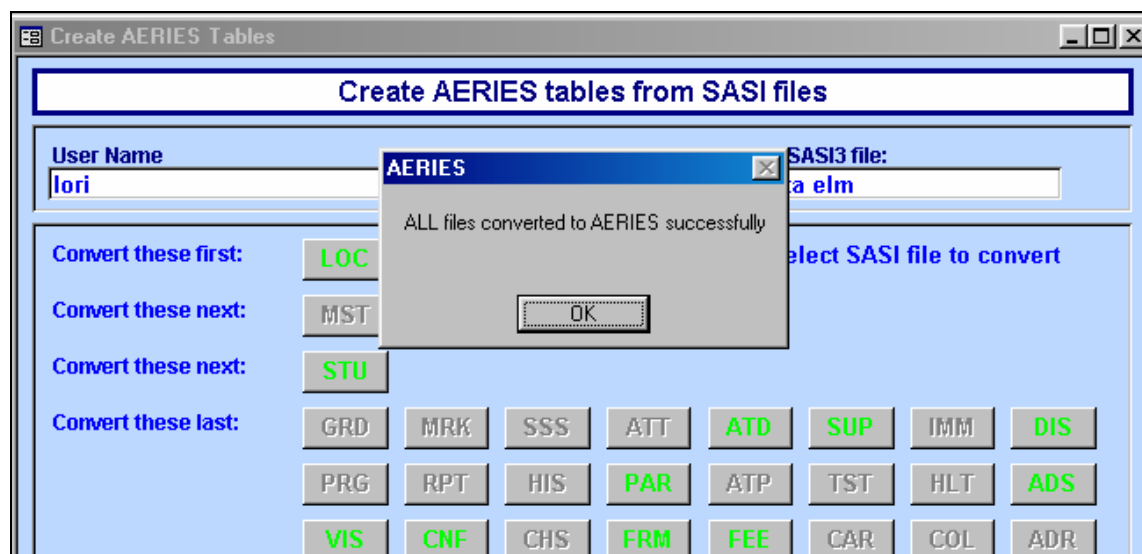 Create AERIES Tables
Create AERIES tables from SASI files
User Name
SASI3 file:
lori
elm
AERIES
ALL files converted to AERIES successfully
OK
Convert these first:
LOC
SASI file to convert
Convert these next:
MST
Convert these next:
STU
Convert these last:
GRD MRK SSS ATT ATD SUP IMM DIS
PRG RPT HIS PAR ATP TST HLT ADS
VIS CNF CHS FRM FEE CAR COL ADR